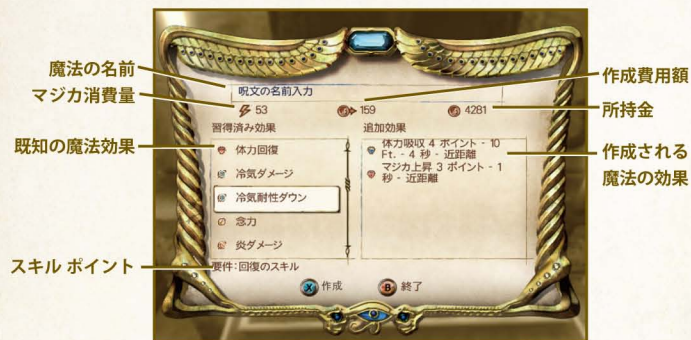 魔法の名前
呪文の名前入力
マジカ消費量
53
159
4281
作成費用額
所持金
習得済み効果
追加効果
既知の魔法効果
体力回復
冷気ダメージ
冷気耐性ダウン
念力
炎ダメージ
体力吸収 4 ポイント - 10
Ft. - 4 秒 - 近距離
マジカ上昇 3 ポイント - 1
秒 - 近距離
作成される
魔法の効果
スキル ポイント
要件:回復のスキル
X 作成
B 終了